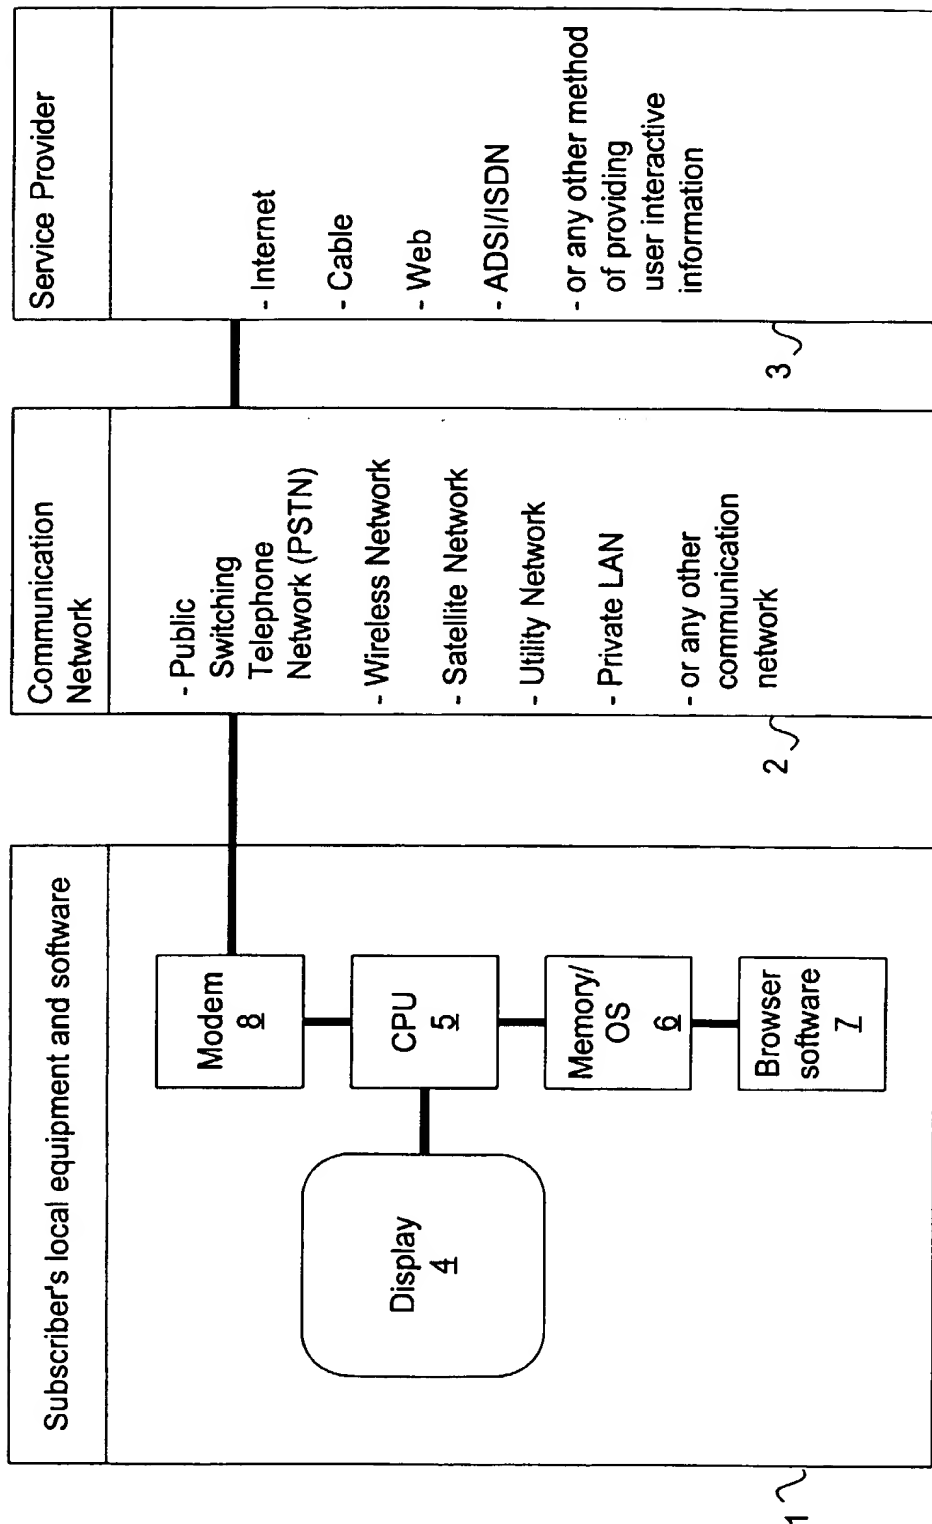 Subscriber's local equipment and software
Modem
8
CPU
5
Memory/
OS
6
Browser
software
7
Display
4
1
Communication
Network
- Public
Switching
Telephone
Network (PSTN)
- Wireless Network
- Satellite Network
- Utility Network
- Private LAN
- or any other
communication
network
2
Service Provider
- Internet
- Cable
- Web
- ADSI/ISDN
- or any other method
of providing
user interactive
information
3